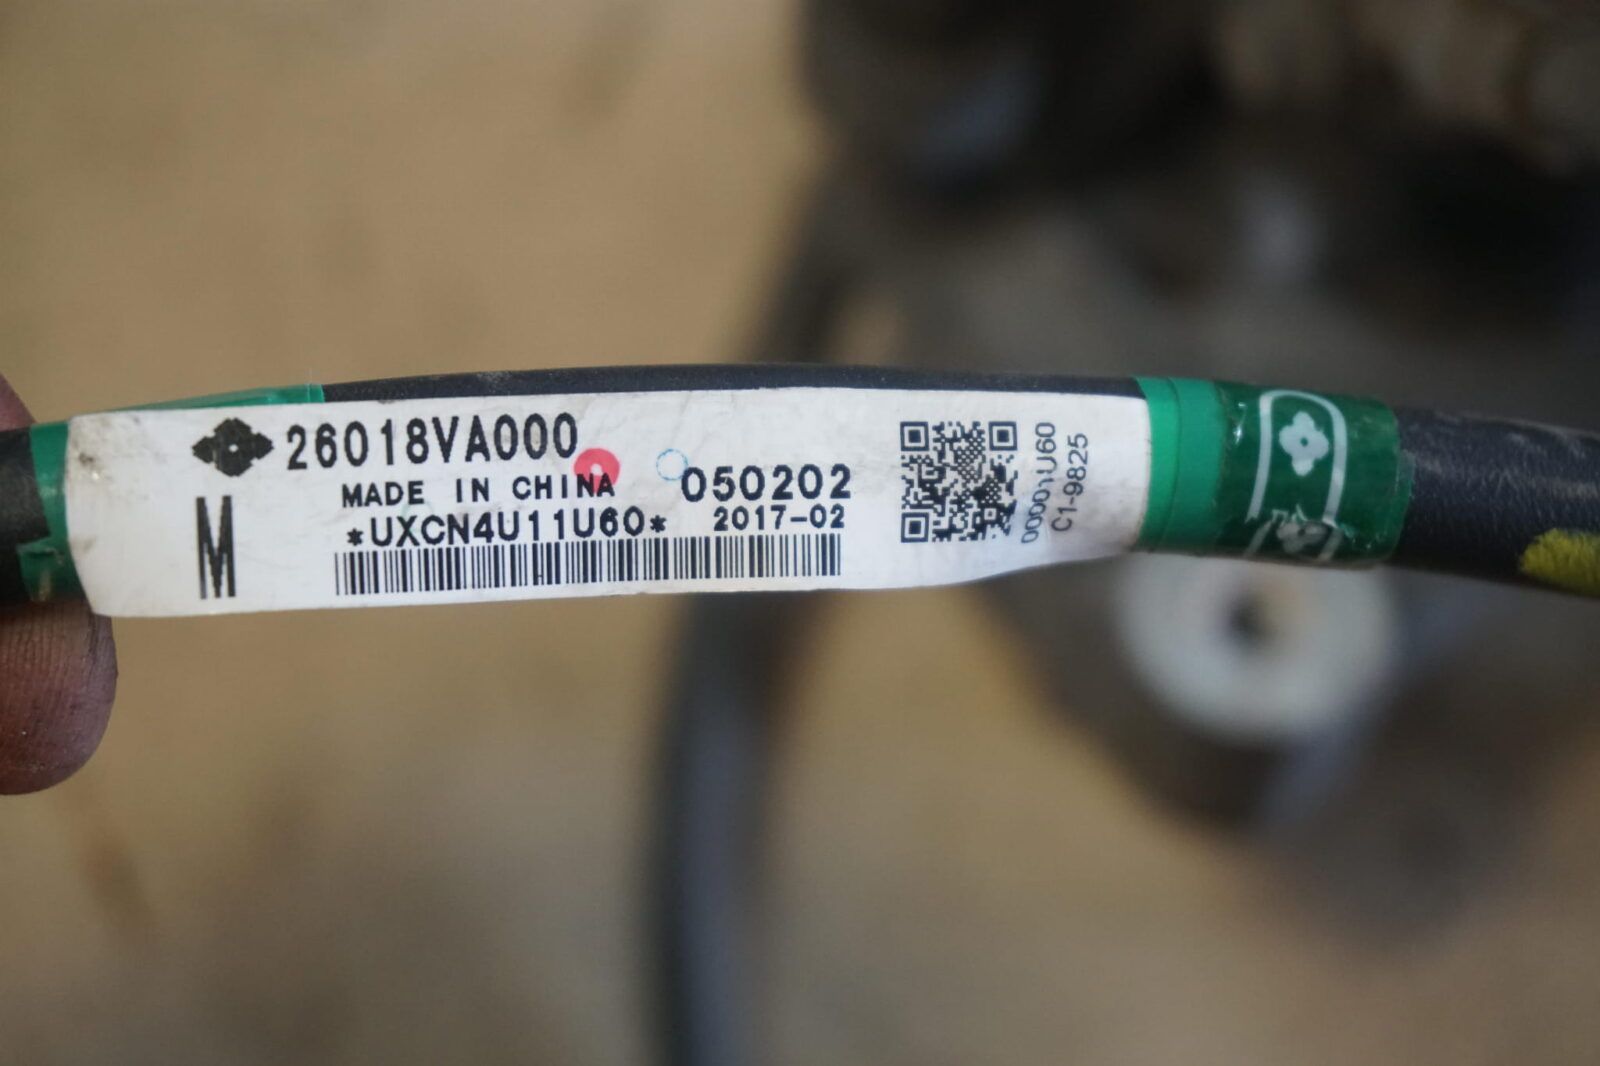 26018VA000
MADE IN CHINA
050202
M
*UXCN4U11U60*
2017-02
00001U60
C1-9825